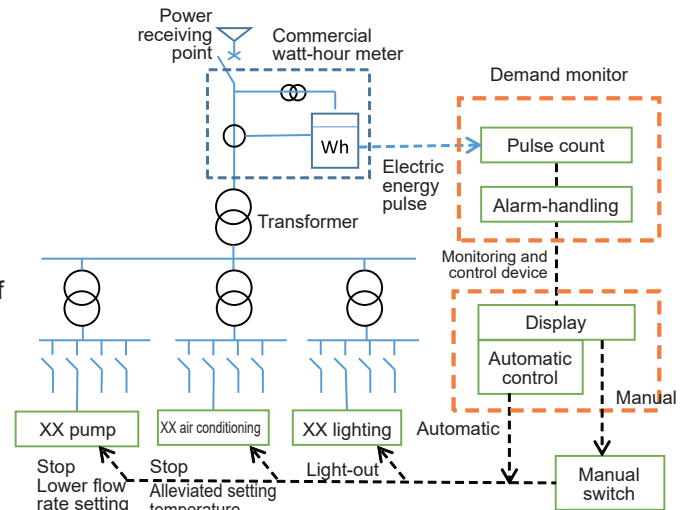 Power
receiving
point
Commercial
watt-hour meter
Demand monitor
Wh
Pulse count
Electric
energy
pulse
Alarm-handling
Transformer
Monitoring and
control device
f
Display
Automatic
control
Manual
XX pump
XX air conditioning
XX lighting
Automatic
Stop
Lower flow
rate setting
Stop
Alleviated setting
temperature
Light-out
Manual
switch